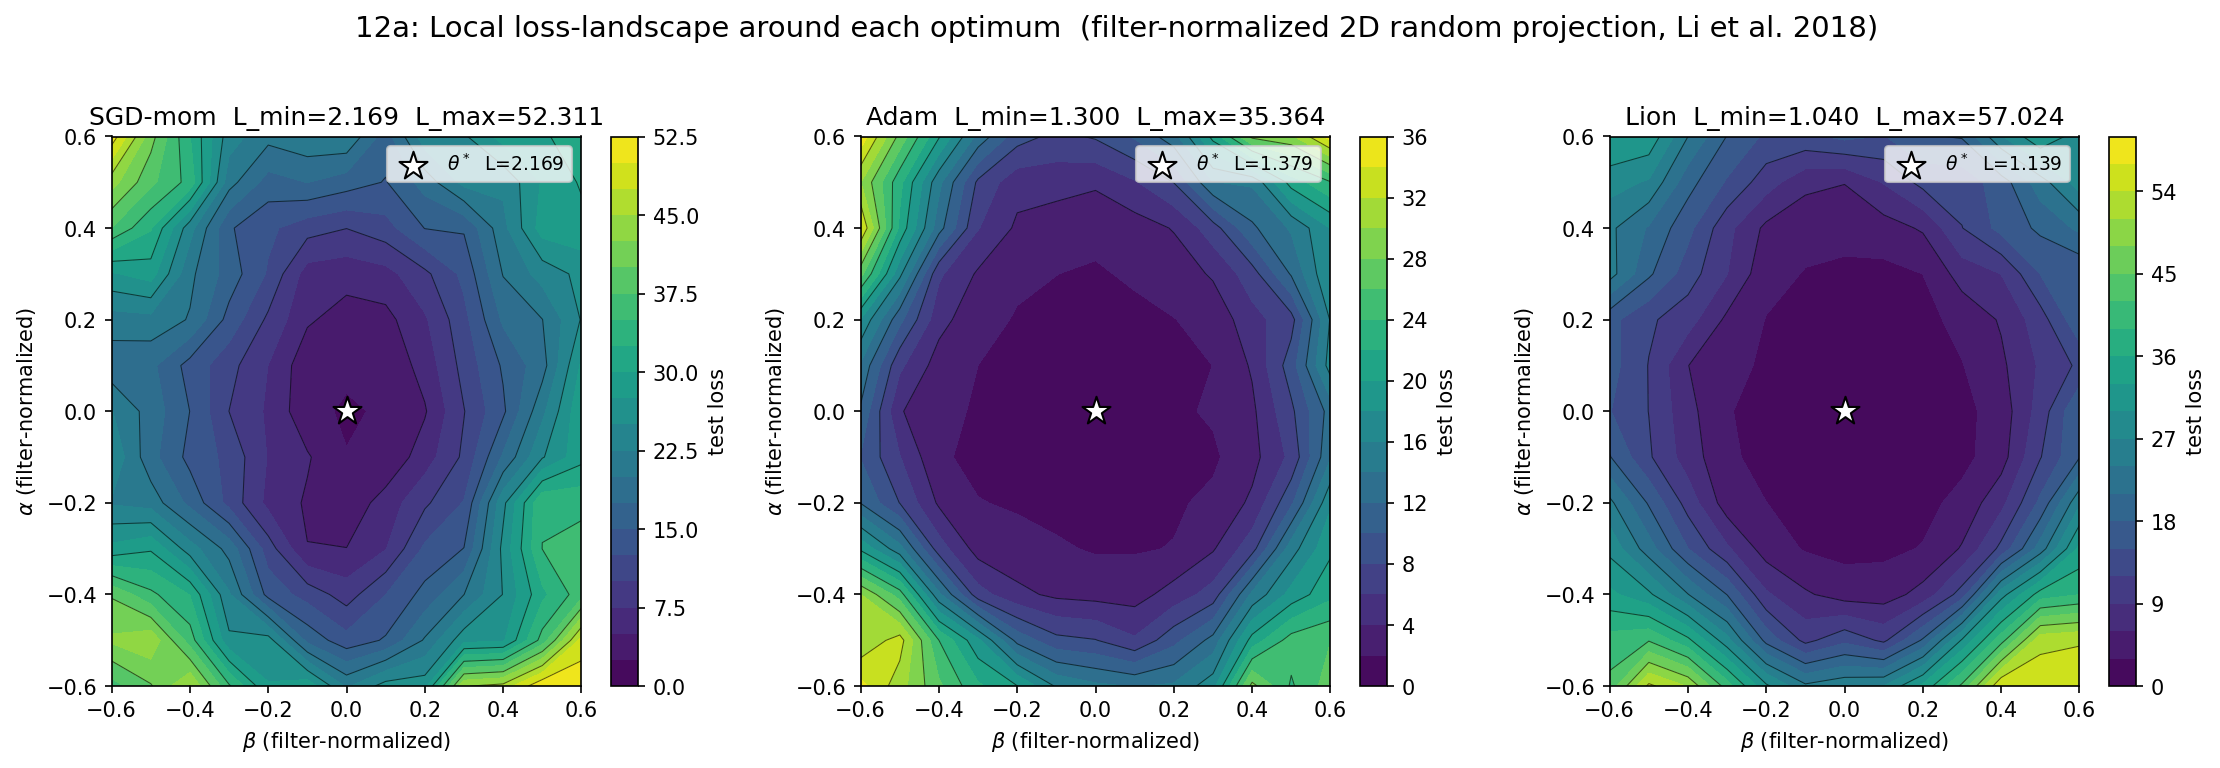 12a: Local loss-landscape around each optimum (filter-normalized 2D random projection, Li et al. 2018)
SGD-mom L_min=2.169 L_max=52.311
θ* L=2.169
0.6
0.4
0.2
0.0
−0.2
−0.4
−0.6
α (filter-normalized)
−0.6 −0.4 −0.2 0.0 0.2 0.4 0.6
β (filter-normalized)
52.5
45.0
37.5
30.0
22.5
15.0
7.5
0.0
test loss
Adam L_min=1.300 L_max=35.364
θ* L=1.379
0.6
0.4
0.2
0.0
−0.2
−0.4
−0.6
α (filter-normalized)
−0.6 −0.4 −0.2 0.0 0.2 0.4 0.6
β (filter-normalized)
36
32
28
24
20
16
12
8
4
0
test loss
Lion L_min=1.040 L_max=57.024
θ* L=1.139
0.6
0.4
0.2
0.0
−0.2
−0.4
−0.6
α (filter-normalized)
−0.6 −0.4 −0.2 0.0 0.2 0.4 0.6
β (filter-normalized)
54
45
36
27
18
9
0
test loss